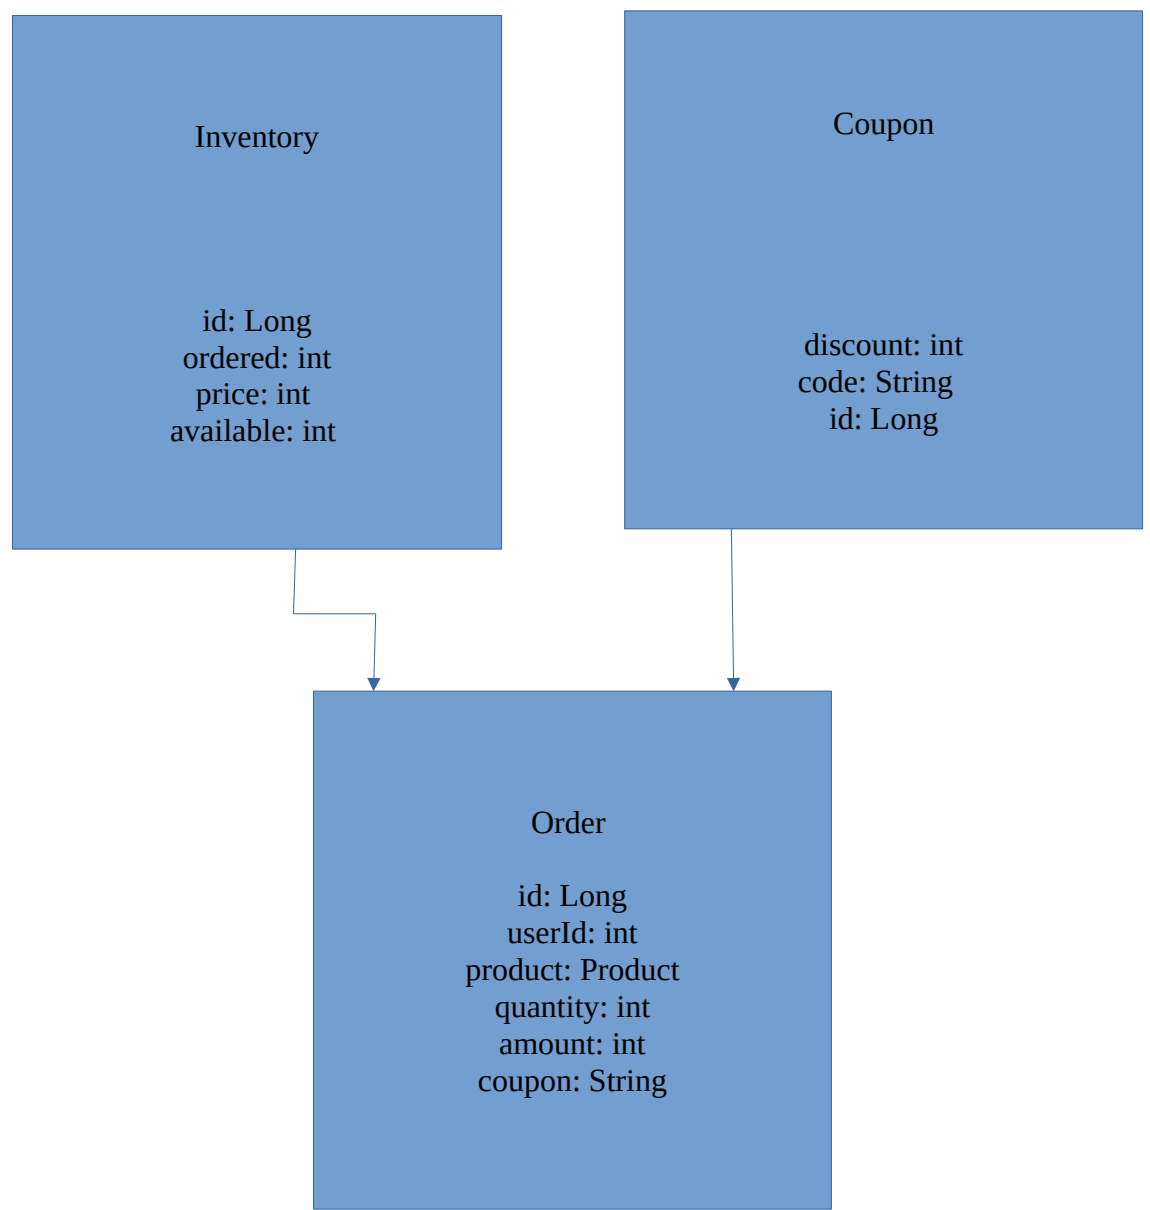 Inventory
id: Long
ordered: int
price: int
available: int
Coupon
discount: int
code: String
id: Long
Order
id: Long
userId: int
product: Product
quantity: int
amount: int
coupon: String